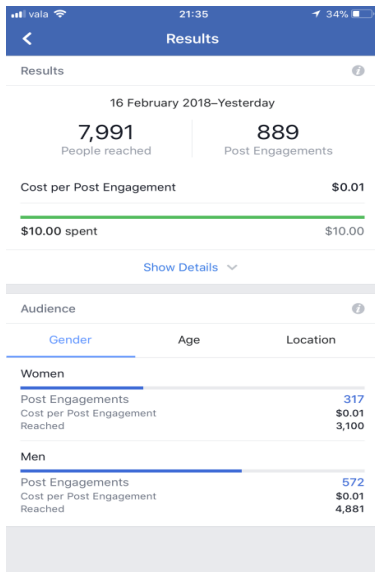 vala 21:35 34%
Results
Results
16 February 2018–Yesterday
7,991 889
People reached Post Engagements
Cost per Post Engagement $0.01
$10.00 spent $10.00
Show Details
Audience
Gender Age Location
Women
Post Engagements 317
Cost per Post Engagement $0.01
Reached 3,100
Men
Post Engagements 572
Cost per Post Engagement $0.01
Reached 4,881